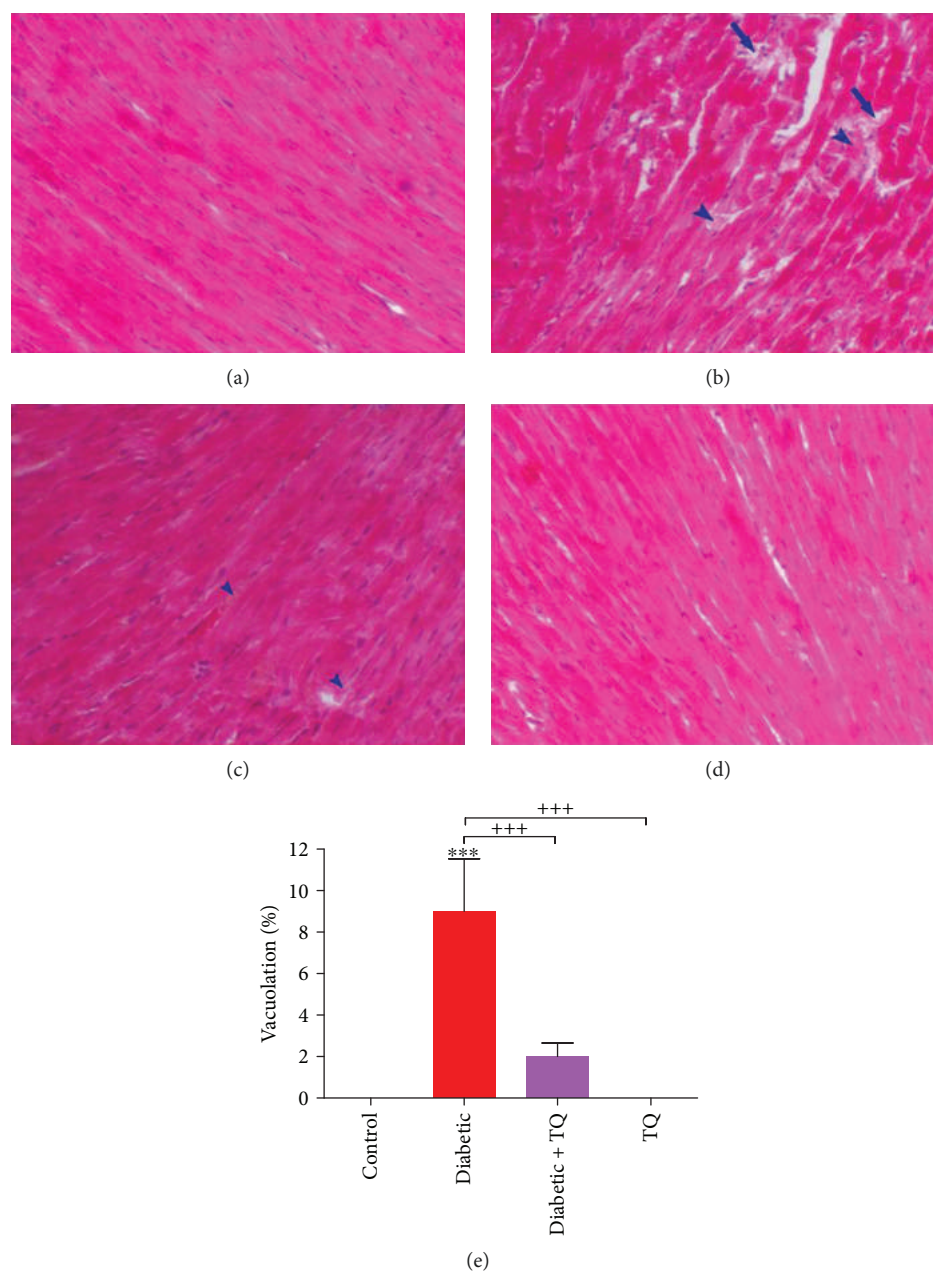 (a)
(b)
(c)
(d)
+++
+++
***
12
10
8
6
4
2
0
Vacuolation (%)
Control
Diabetic
Diabetic + TQ
TQ
(e)